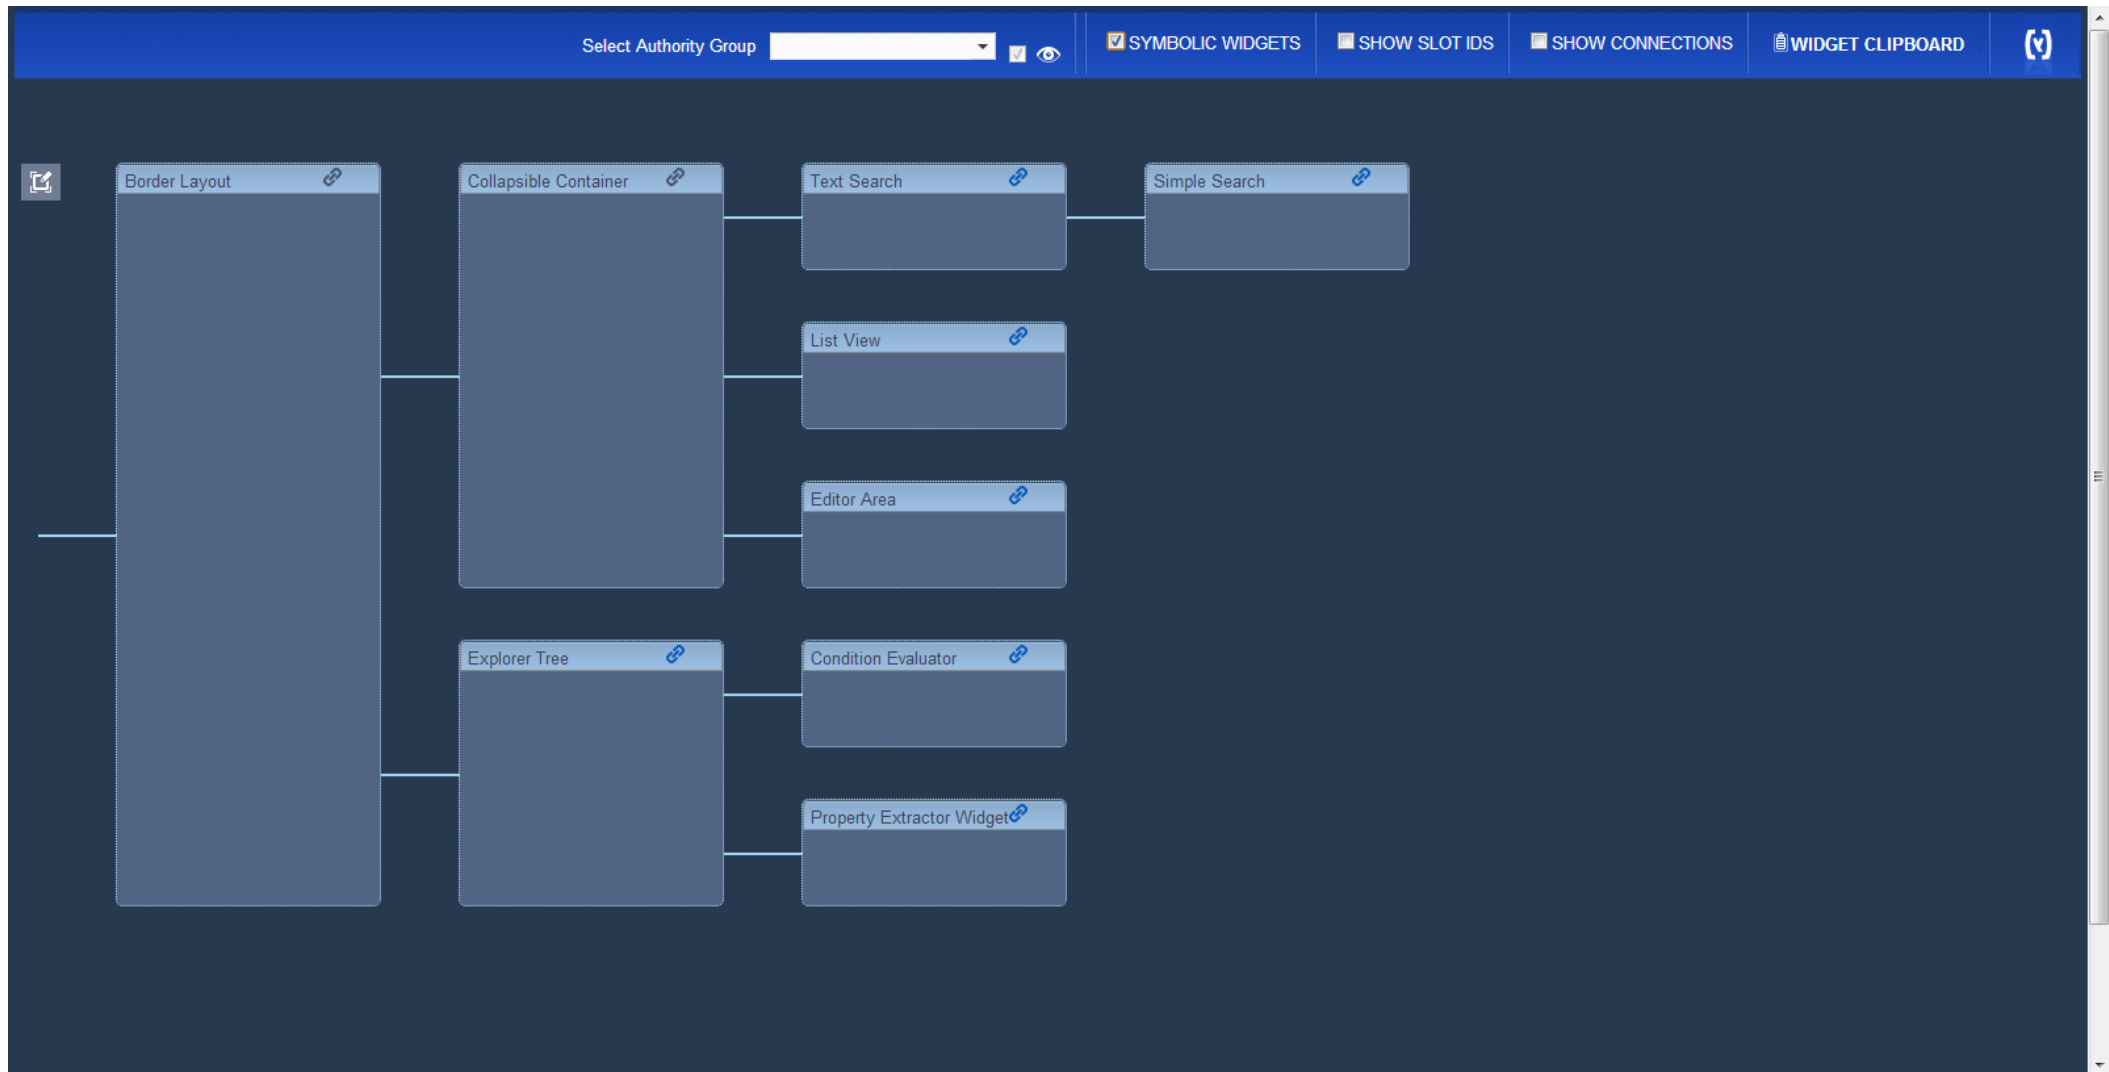 Select Authority Group
SYMBOLIC WIDGETS
SHOW SLOT IDS
SHOW CONNECTIONS
WIDGET CLIPBOARD
Border Layout
Collapsible Container
Text Search
Simple Search
List View
Editor Area
Explorer Tree
Condition Evaluator
Property Extractor Widget